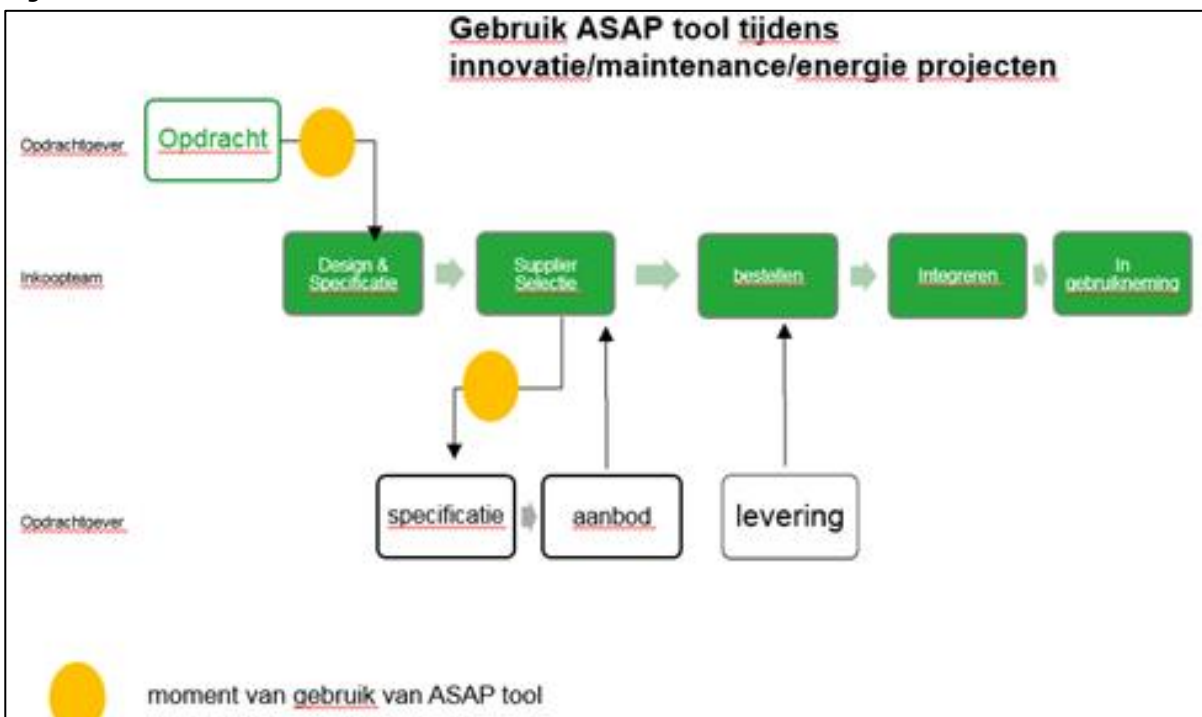 Gebruik ASAP tool tijdens
innovatie/maintenance/energie projecten
Opdrachtgever
Opdracht
Inkoopteam
Design &
Specificatie
Supplier
Selectie
bestellen
Integreren
In
gebruikneming
Opdrachtgever
specificatie
aanbod
levering
moment van gebruik van ASAP tool